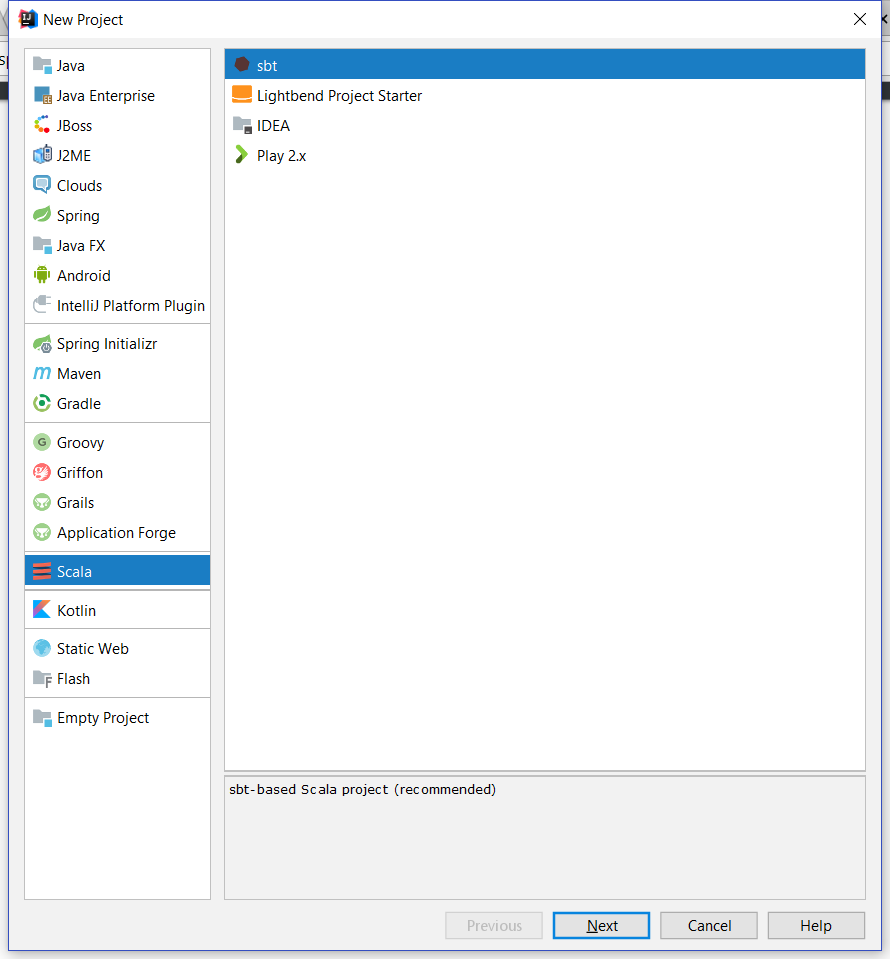 New Project
Java
Java Enterprise
JBoss
J2ME
Clouds
Spring
Java FX
Android
IntelliJ Platform Plugin
Spring Initializr
Maven
Gradle
Groovy
Griffon
Grails
Application Forge
Scala
Kotlin
Static Web
Flash
Empty Project
sbt
Lightbend Project Starter
IDEA
Play 2.x
sbt-based Scala project (recommended)
Previous
Next
Cancel
Help